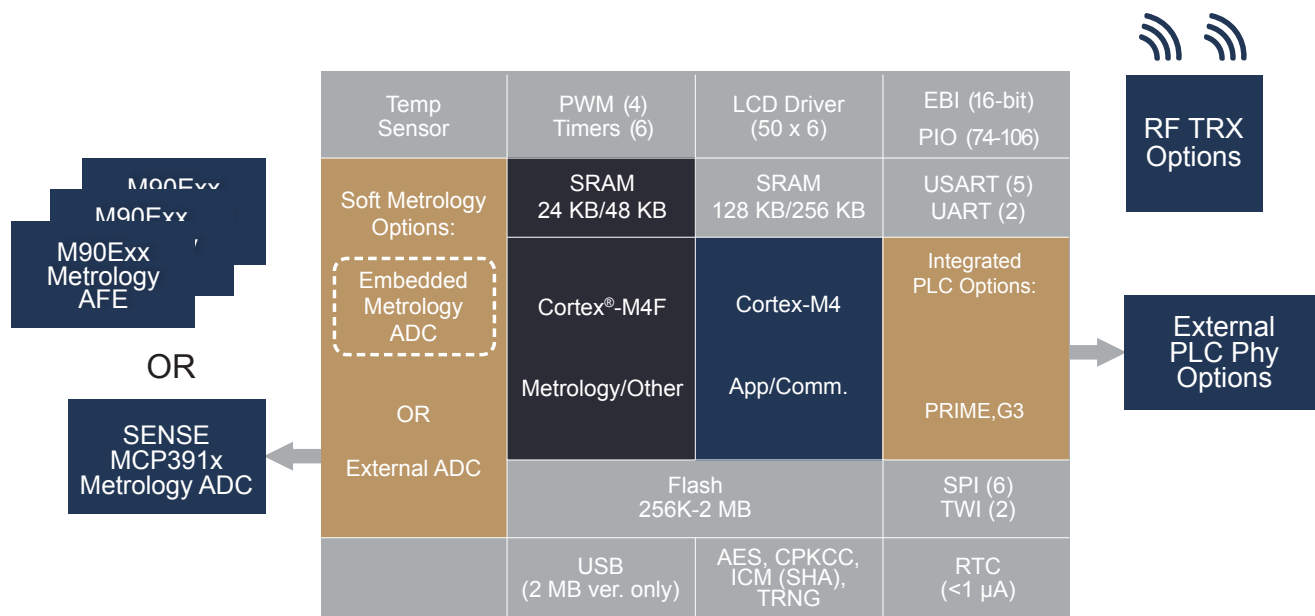 Temp
Sensor
PWM (4)
Timers (6)
LCD Driver
(50 x 6)
EBI (16-bit)
PIO (74-106)
RF TRX
Options
M90Exx
M90Exx
M90Exx
Metrology
AFE
OR
SENSE
MCP391x
Metrology ADC
Soft Metrology
Options:
Embedded
Metrology
ADC
OR
External ADC
SRAM
24 KB/48 KB
SRAM
128 KB/256 KB
USART (5)
UART (2)
Cortex®-M4F
Metrology/Other
Cortex-M4
App/Comm.
Integrated
PLC Options:
PRIME,G3
External
PLC Phy
Options
Flash
256K-2 MB
SPI (6)
TWI (2)
USB
(2 MB ver. only)
AES, CPKCC,
ICM (SHA),
TRNG
RTC
(<1 µA)